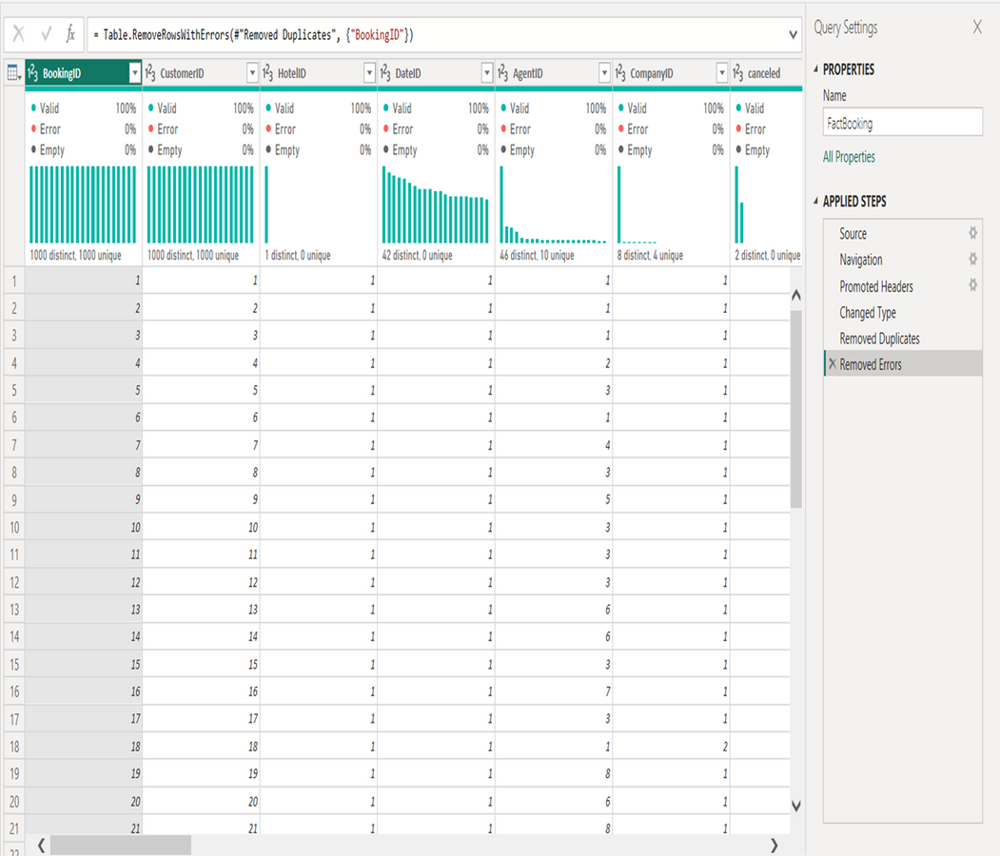 fx = Table.RemoveRowsWithErrors(#"Removed Duplicates", {"BookingID"})
123 BookingID 123 CustomerID 123 HotelID 123 DateID 123 AgentID 123 CompanyID 123 canceled
Valid 100% Valid 100% Valid 100% Valid 100% Valid 100% Valid 100% Valid
Error 0% Error 0% Error 0% Error 0% Error 0% Error 0% Error
Empty 0% Empty 0% Empty 0% Empty 0% Empty 0% Empty 0% Empty
1000 distinct, 1000 unique 1000 distinct, 1000 unique 1 distinct, 0 unique 42 distinct, 0 unique 46 distinct, 10 unique 8 distinct, 4 unique 2 distinct, 0 unique
1 1 1 1 1 1 1
2 2 2 1 1 1 1
3 3 3 1 1 1 1
4 4 4 1 1 2 1
5 5 5 1 1 3 1
6 6 6 1 1 1 1
7 7 7 1 1 4 1
8 8 8 1 1 3 1
9 9 9 1 1 5 1
10 10 10 1 1 3 1
11 11 11 1 1 3 1
12 12 12 1 1 3 1
13 13 13 1 1 6 1
14 14 14 1 1 6 1
15 15 15 1 1 3 1
16 16 16 1 1 7 1
17 17 17 1 1 3 1
18 18 18 1 1 1 2
19 19 19 1 1 8 1
20 20 20 1 1 6 1
21 21 21 1 1 8 1
22
Query Settings
PROPERTIES
Name
FactBooking
All Properties
APPLIED STEPS
Source
Navigation
Promoted Headers
Changed Type
Removed Duplicates
Removed Errors